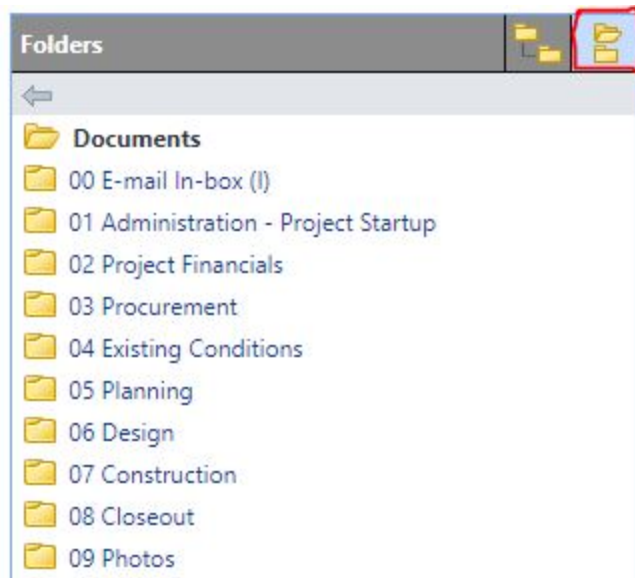 Folders
Documents
00 E-mail In-box (I)
01 Administration - Project Startup
02 Project Financials
03 Procurement
04 Existing Conditions
05 Planning
06 Design
07 Construction
08 Closeout
09 Photos